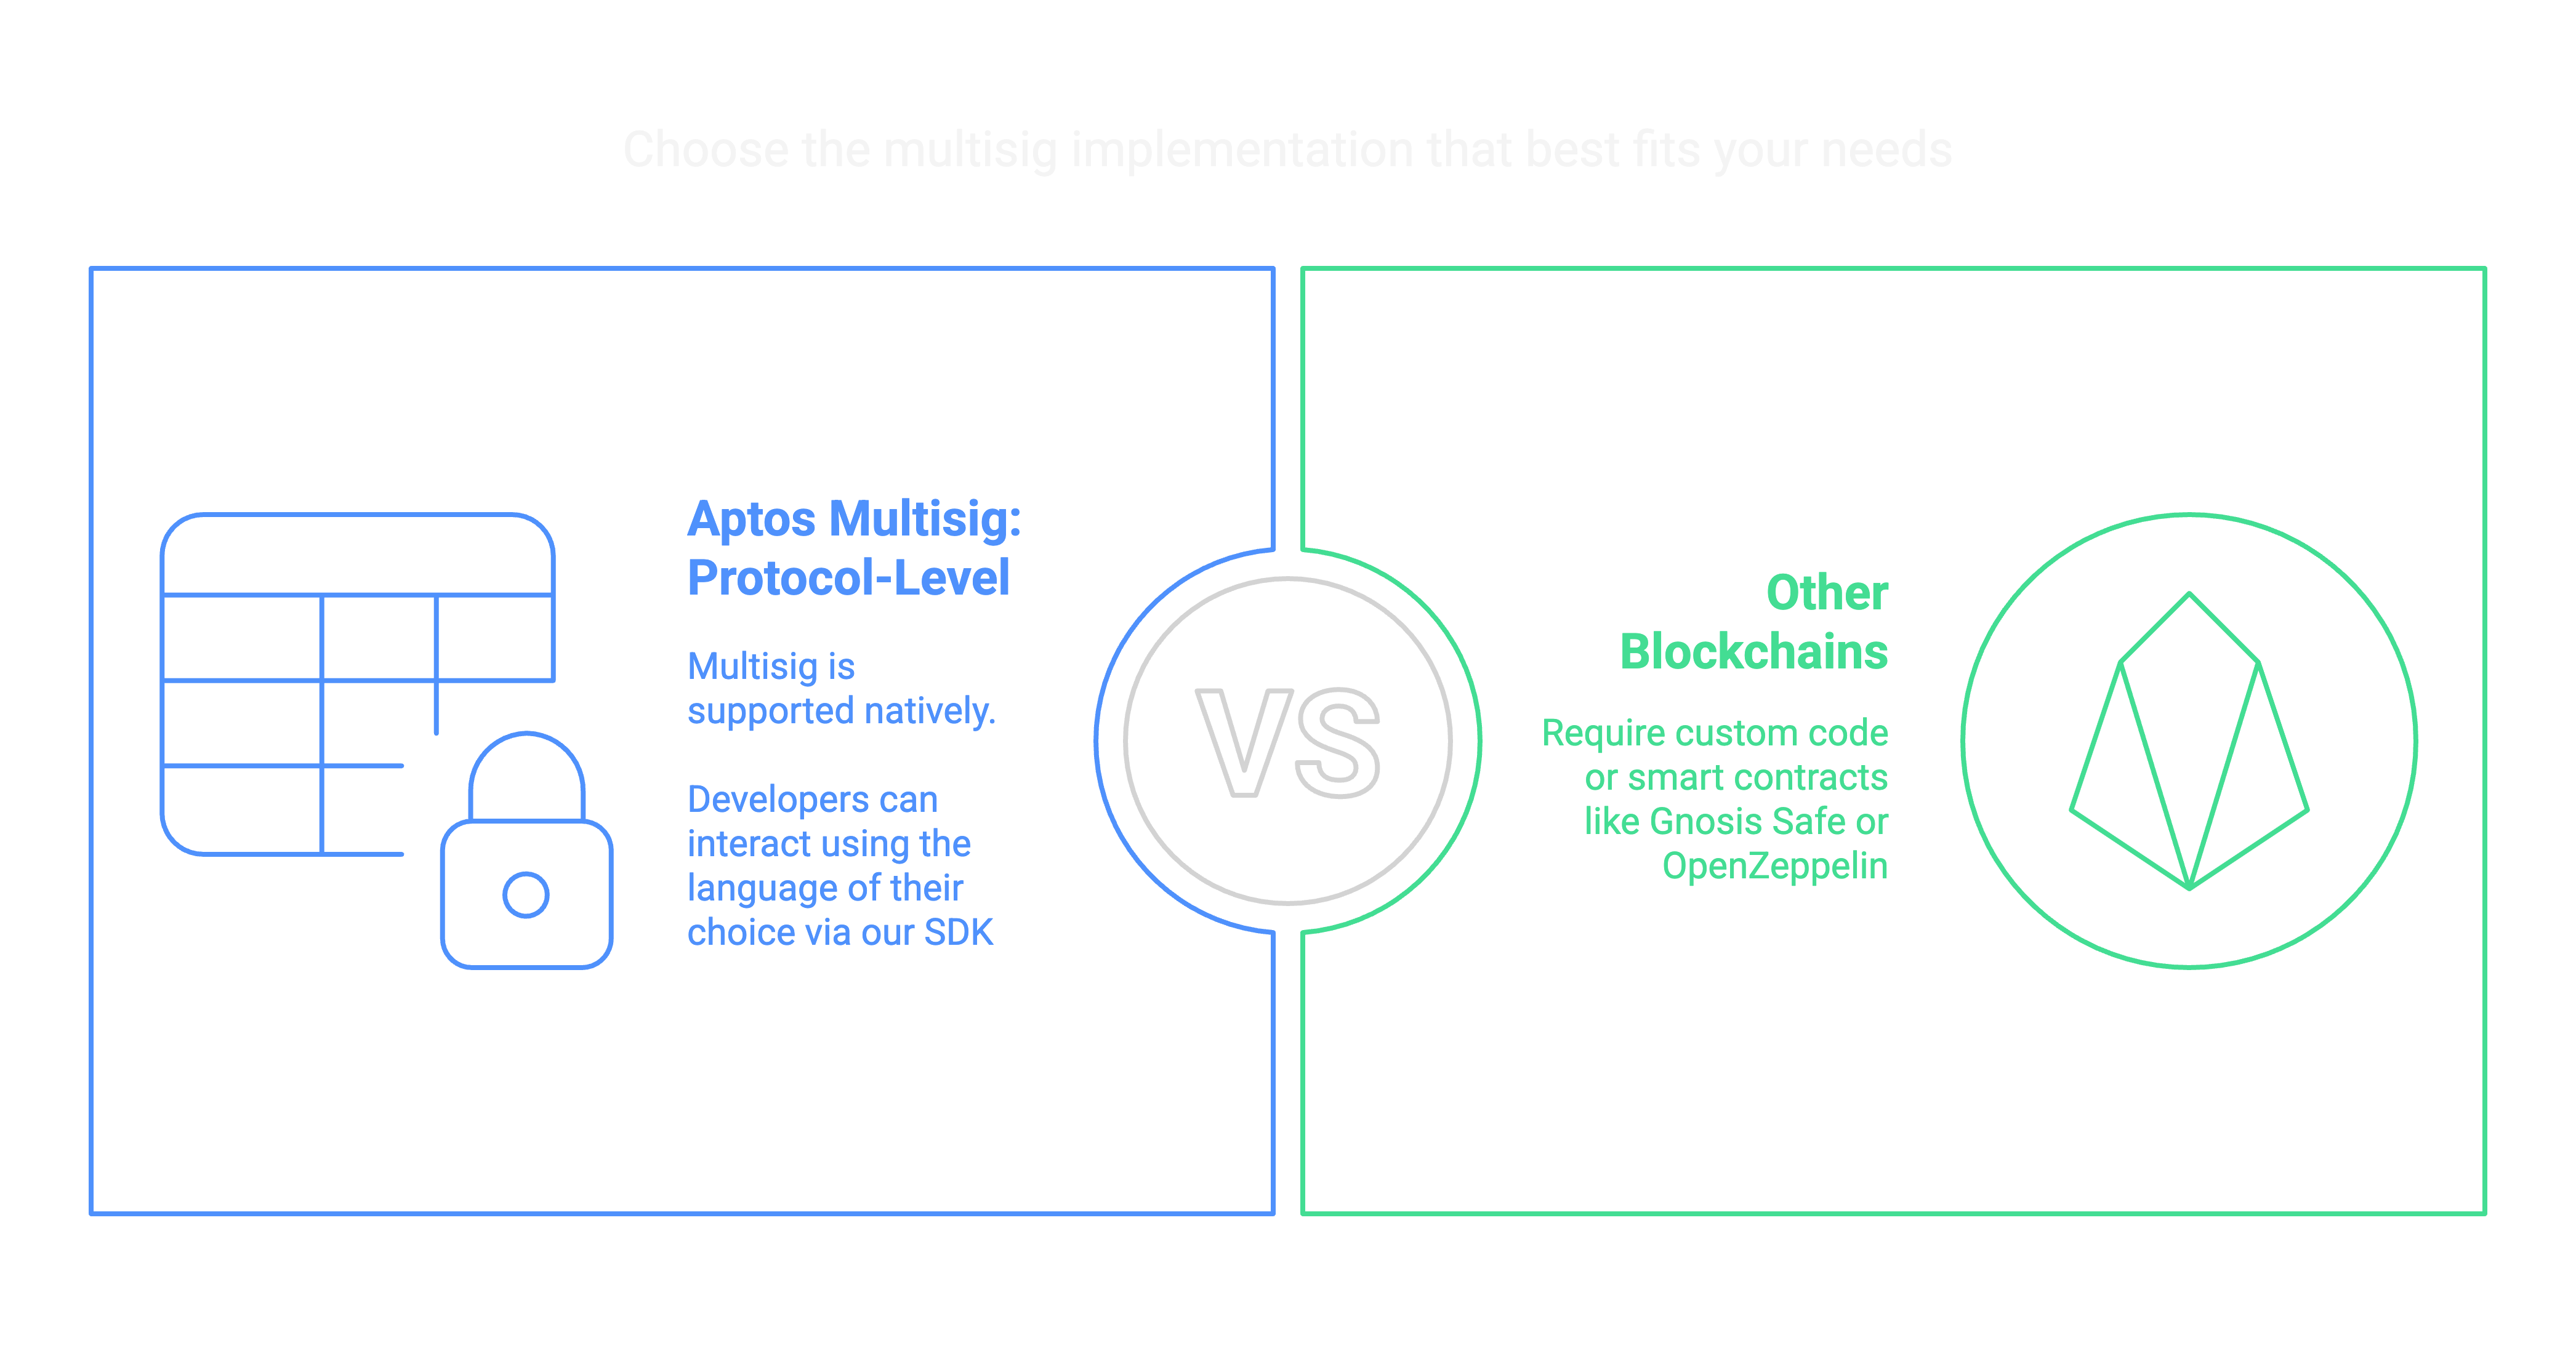 Choose the multisig implementation that best fits your needs
Aptos Multisig:
Protocol-Level
Multisig is
supported natively.
Developers can
interact using the
language of their
choice via our SDK
VS
Other
Blockchains
Require custom code
or smart contracts
like Gnosis Safe or
OpenZeppelin